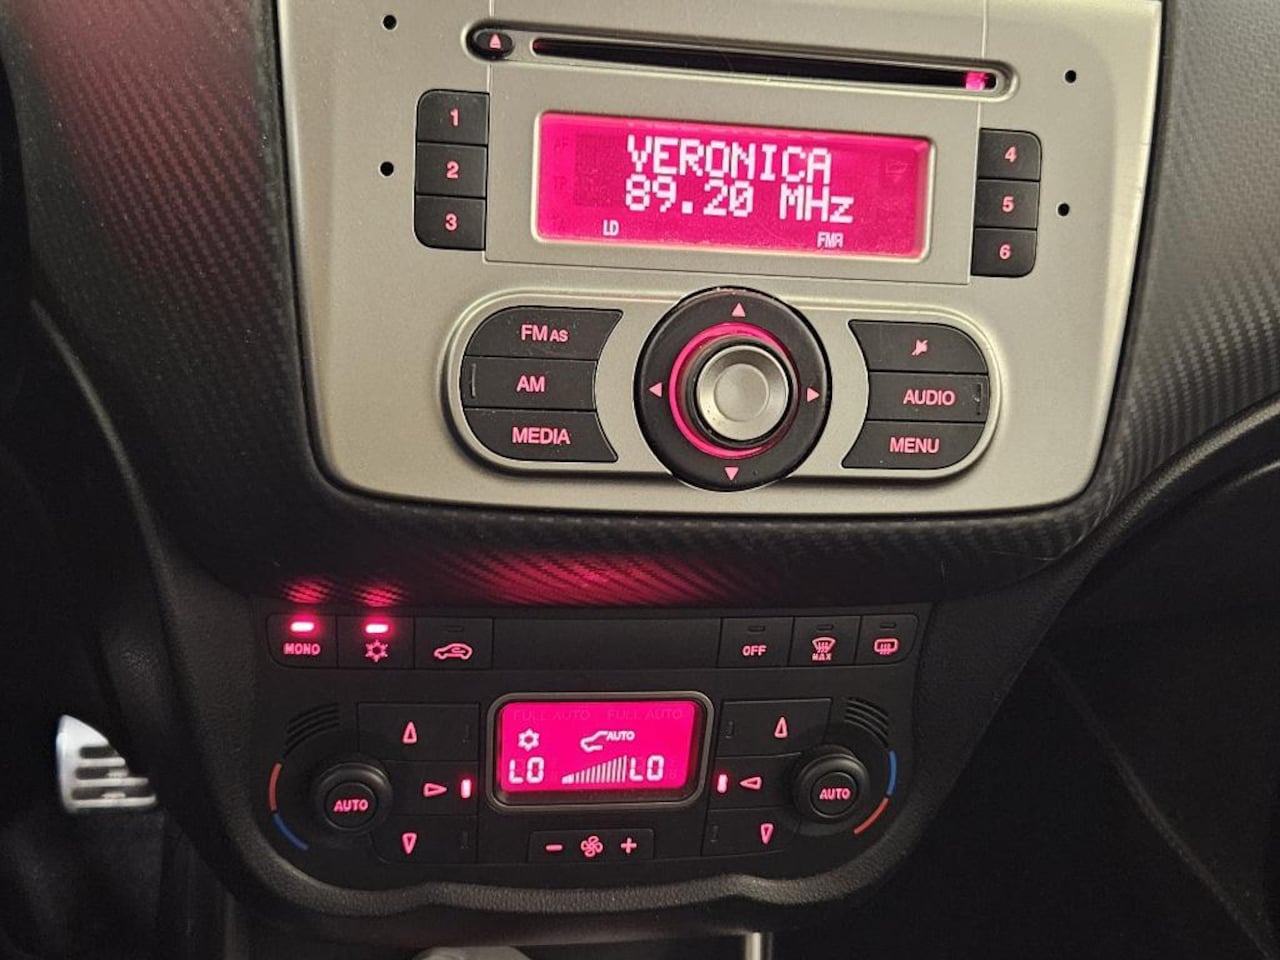 1
2
3
VERONICA
89.20 MHz
LD
FMA
4
5
6
FM AS
AM
MEDIA
AUDIO
MENU
MONO
OFF
MAX
FULL AUTO FULL AUTO
AUTO
LO LO
AUTO
AUTO
- +